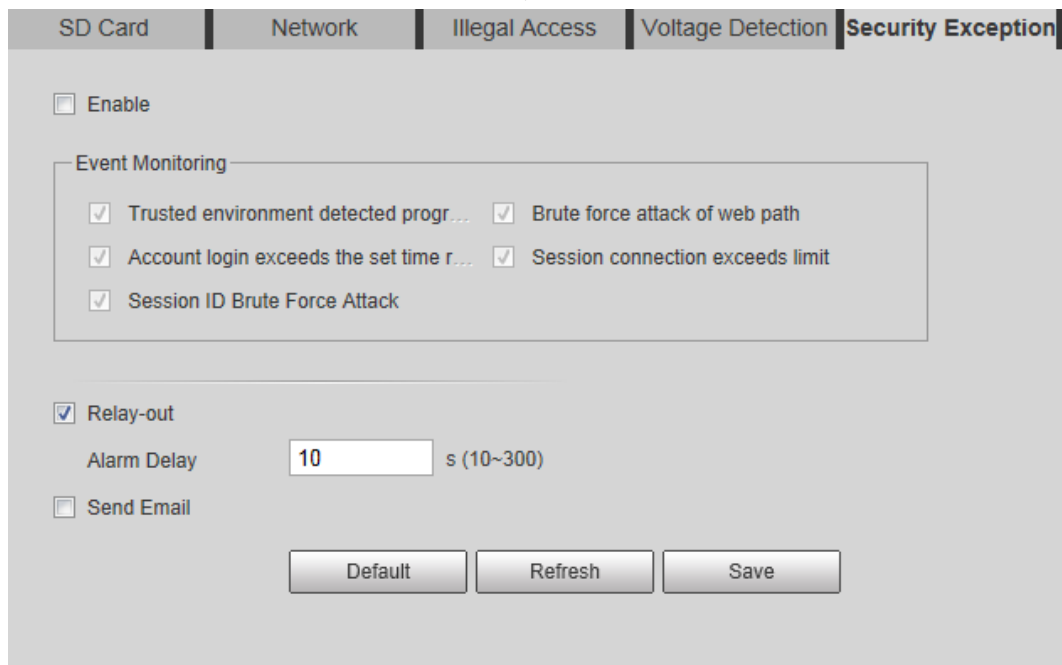 SD Card Network Illegal Access Voltage Detection Security Exception
Enable
Event Monitoring
Trusted environment detected progr... Brute force attack of web path
Account login exceeds the set time r... Session connection exceeds limit
Session ID Brute Force Attack
Relay-out
Alarm Delay 10 s (10~300)
Send Email
Default Refresh Save